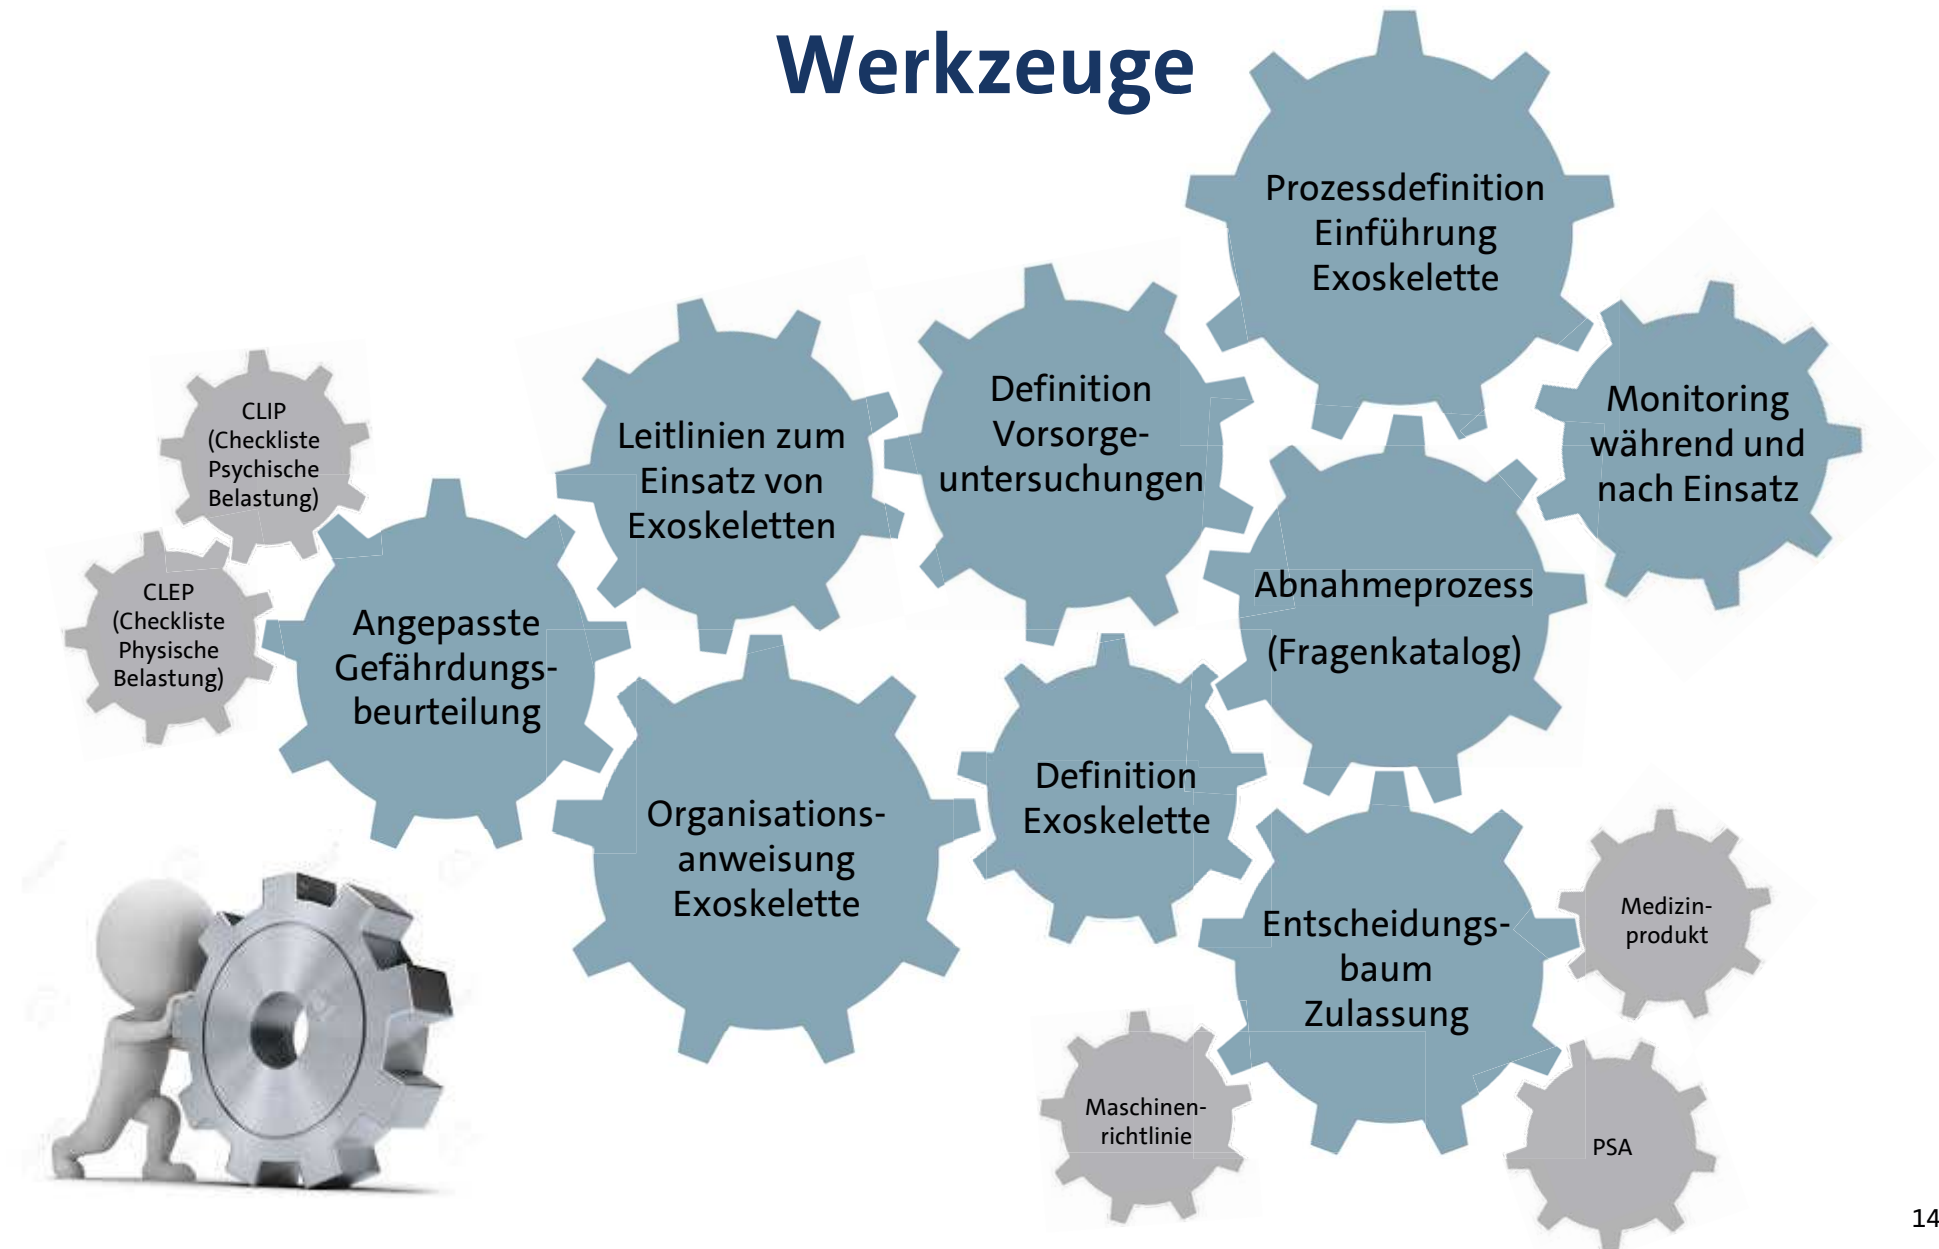 Werkzeuge
Prozessdefinition
Einführung
Exoskelette
Monitoring
während und
nach Einsatz
Definition
Vorsorge-
untersuchungen
Leitlinien zum
Einsatz von
Exoskeletten
CLIP
(Checkliste
Psychische
Belastung)
CLEP
(Checkliste
Physische
Belastung)
Angepasste
Gefährdungs-
beurteilung
Abnahmeprozess
(Fragenkatalog)
Organisations-
anweisung
Exoskelette
Definition
Exoskelette
Entscheidungs-
baum
Zulassung
Medizin-
produkt
Maschinen-
richtlinie
PSA
14